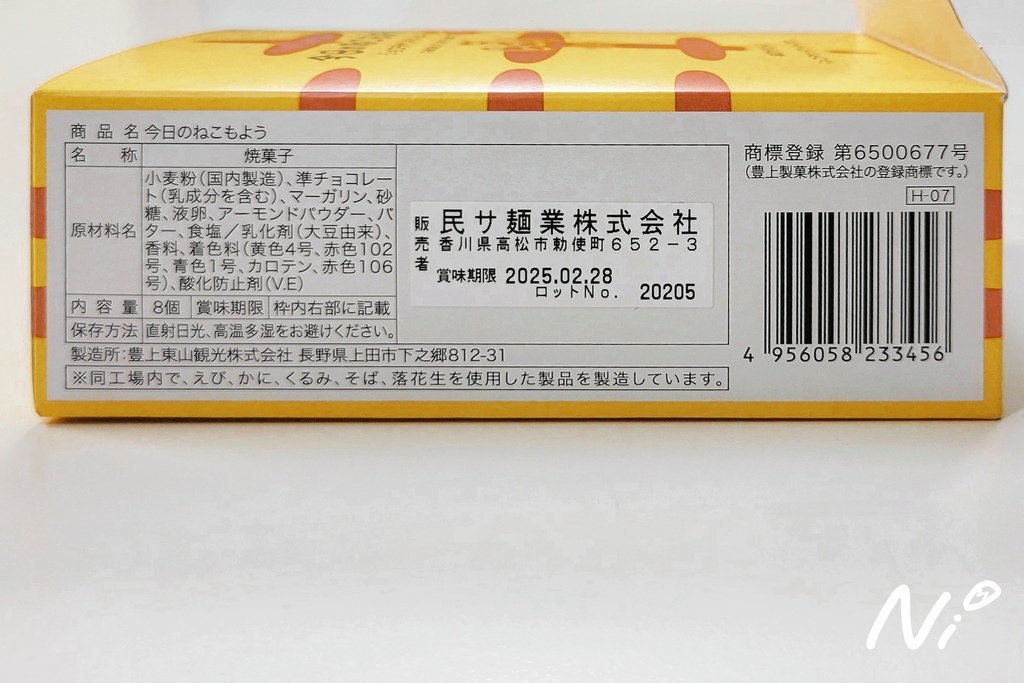 商品名 今日のねこもよう
名称 焼菓子
原材料名 小麦粉(国内製造)、準チョコレー
ト(乳成分を含む)、マーガリン、砂
糖、液卵、アーモンドパウダー、バ
ター、食塩／乳化剤(大豆由来)、
香料、着色料(黄色4号、赤色102
号、青色1号、カロテン、赤色106
号)、酸化防止剤(V.E)
内容量 8個 賞味期限 枠内右部に記載
保存方法 直射日光、高温多湿をお避けください。
製造所:豊上東山観光株式会社 長野県上田市下之郷812-31
※同工場内で、えび、かに、くるみ、そば、落花生を使用した製品を製造しています。
販売者 民サ麺業株式会社
香川県高松市勅使町652-3
賞味期限 2025.02.28
ロットNo. 20205
商標登録 第6500677号
(豊上製菓株式会社の登録商標です。)
H-07
4 956058 233456
Ni